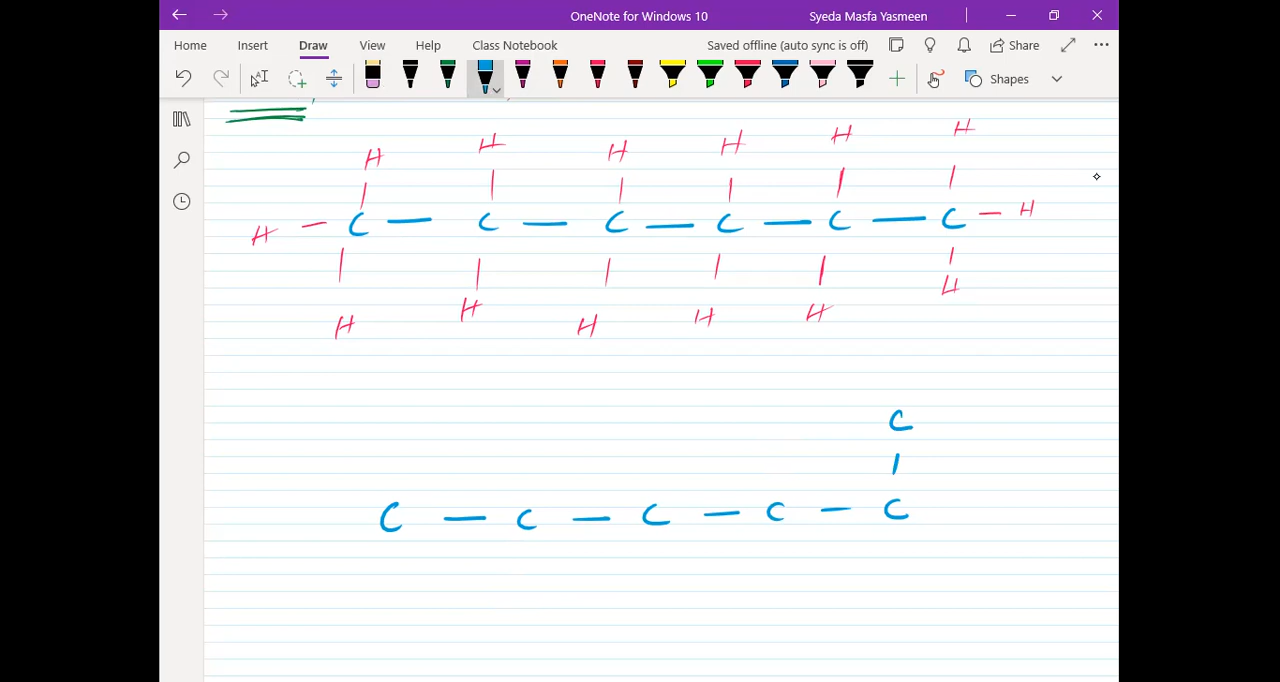 OneNote for Windows 10 Syeda Masfa Yasmeen
Home Insert Draw View Help Class Notebook Saved offline (auto sync is off) Share
Shapes
H H H H H H
H – C – C – C – C – C – C – H
H H H H H H
C
C – C – C – C – C